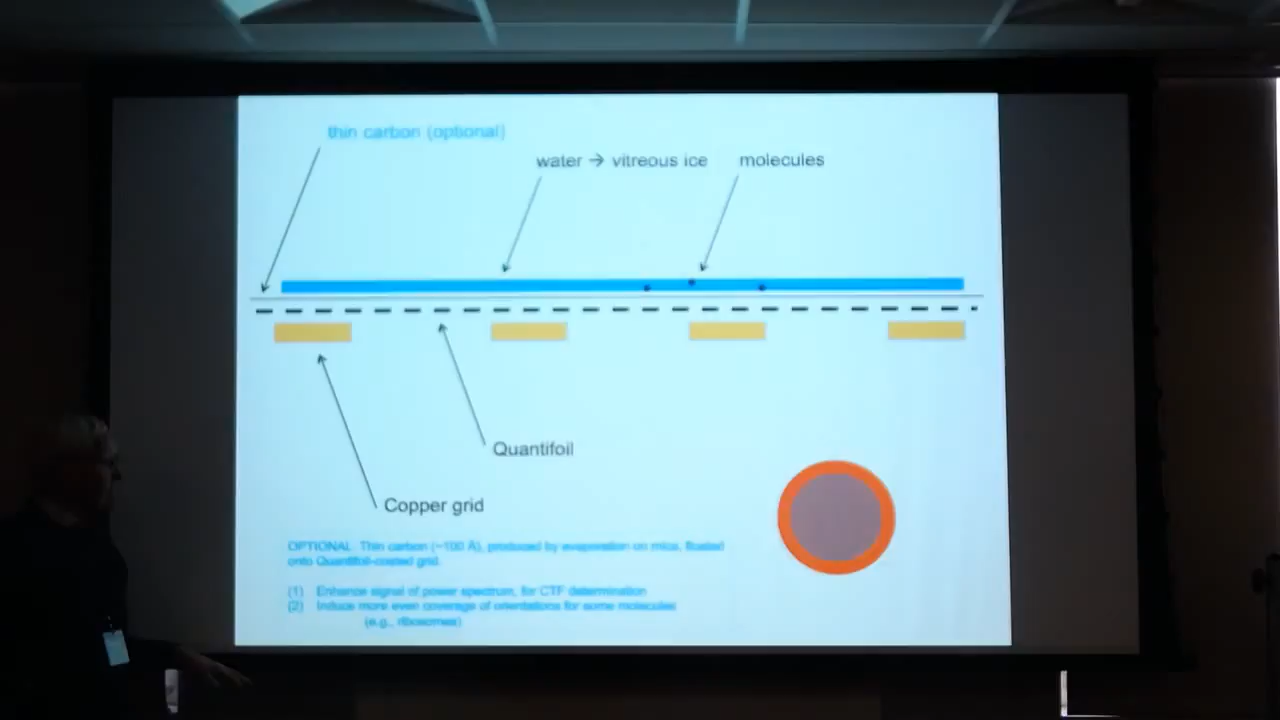 thin carbon (optional)
water → vitreous ice
molecules
Quantifoil
Copper grid
OPTIONAL Thin carbon (~100 Å), produced by evaporation on mica, floated
onto Quantifoil-coated grid.
(1) Enhance signal of power spectrum, for CTF determination
(2) Induce more even coverage of orientations for some molecules
(e.g., ribosomes)